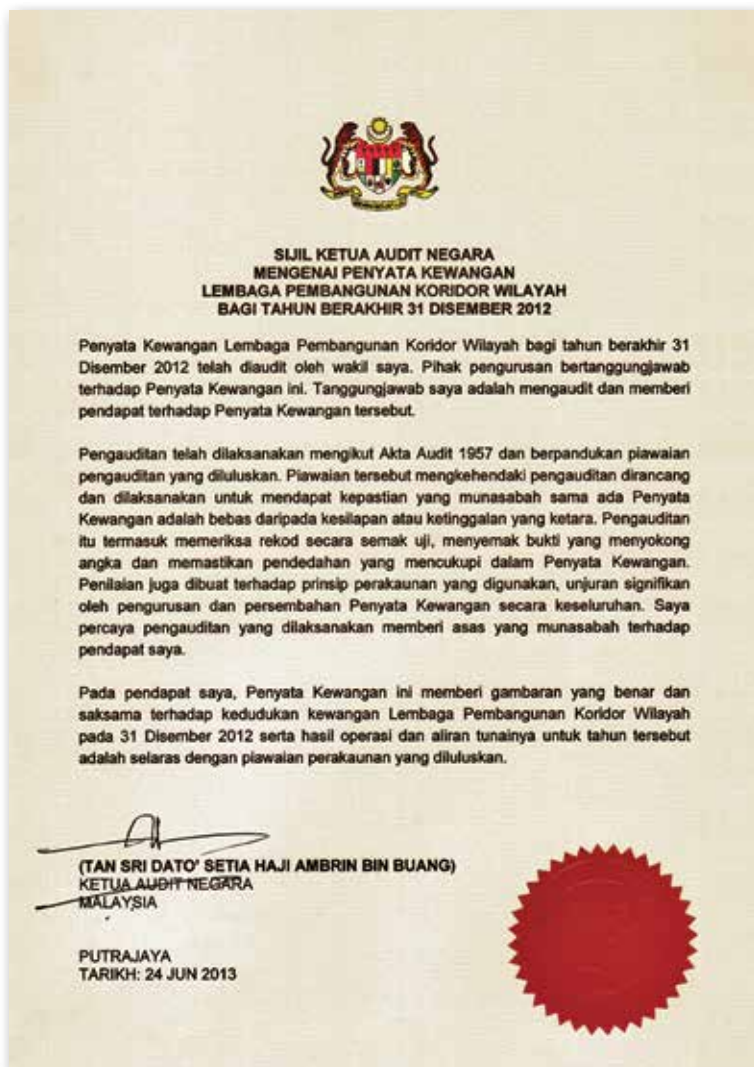 SIJIL KETUA AUDIT NEGARA
MENGENAI PENYATA KEWANGAN
LEMBAGA PEMBANGUNAN KORIDOR WILAYAH
BAGI TAHUN BERAKHIR 31 DISEMBER 2012
Penyata Kewangan Lembaga Pembangunan Koridor Wilayah bagi tahun berakhir 31
Disember 2012 telah diaudit oleh wakil saya. Pihak pengurusan bertanggungjawab
terhadap Penyata Kewangan ini. Tanggungjawab saya adalah mengaudit dan memberi
pendapat terhadap Penyata Kewangan tersebut.
Pengauditan telah dilaksanakan mengikut Akta Audit 1957 dan berpandukan piawaian
pengauditan yang diluluskan. Piawaian tersebut mengkehendaki pengauditan dirancang
dan dilaksanakan untuk mendapat kepastian yang munasabah sama ada Penyata
Kewangan adalah bebas daripada kesilapan atau ketinggalan yang ketara. Pengauditan
itu termasuk memeriksa rekod secara semak uji, menyemak bukti yang menyokong
angka dan memastikan pendedahan yang mencukupi dalam Penyata Kewangan.
Penilaian juga dibuat terhadap prinsip perakaunan yang digunakan, unjuran signifikan
oleh pengurusan dan persembahan Penyata Kewangan secara keseluruhan. Saya
percaya pengauditan yang dilaksanakan memberi asas yang munasabah terhadap
pendapat saya.
Pada pendapat saya, Penyata Kewangan ini memberi gambaran yang benar dan
saksama terhadap kedudukan kewangan Lembaga Pembangunan Koridor Wilayah
pada 31 Disember 2012 serta hasil operasi dan aliran tunainya untuk tahun tersebut
adalah selaras dengan piawaian perakaunan yang diluluskan.
(TAN SRI DATO' SETIA HAJI AMBRIN BIN BUANG)
KETUA AUDIT NEGARA
MALAYSIA
PUTRAJAYA
TARIKH: 24 JUN 2013